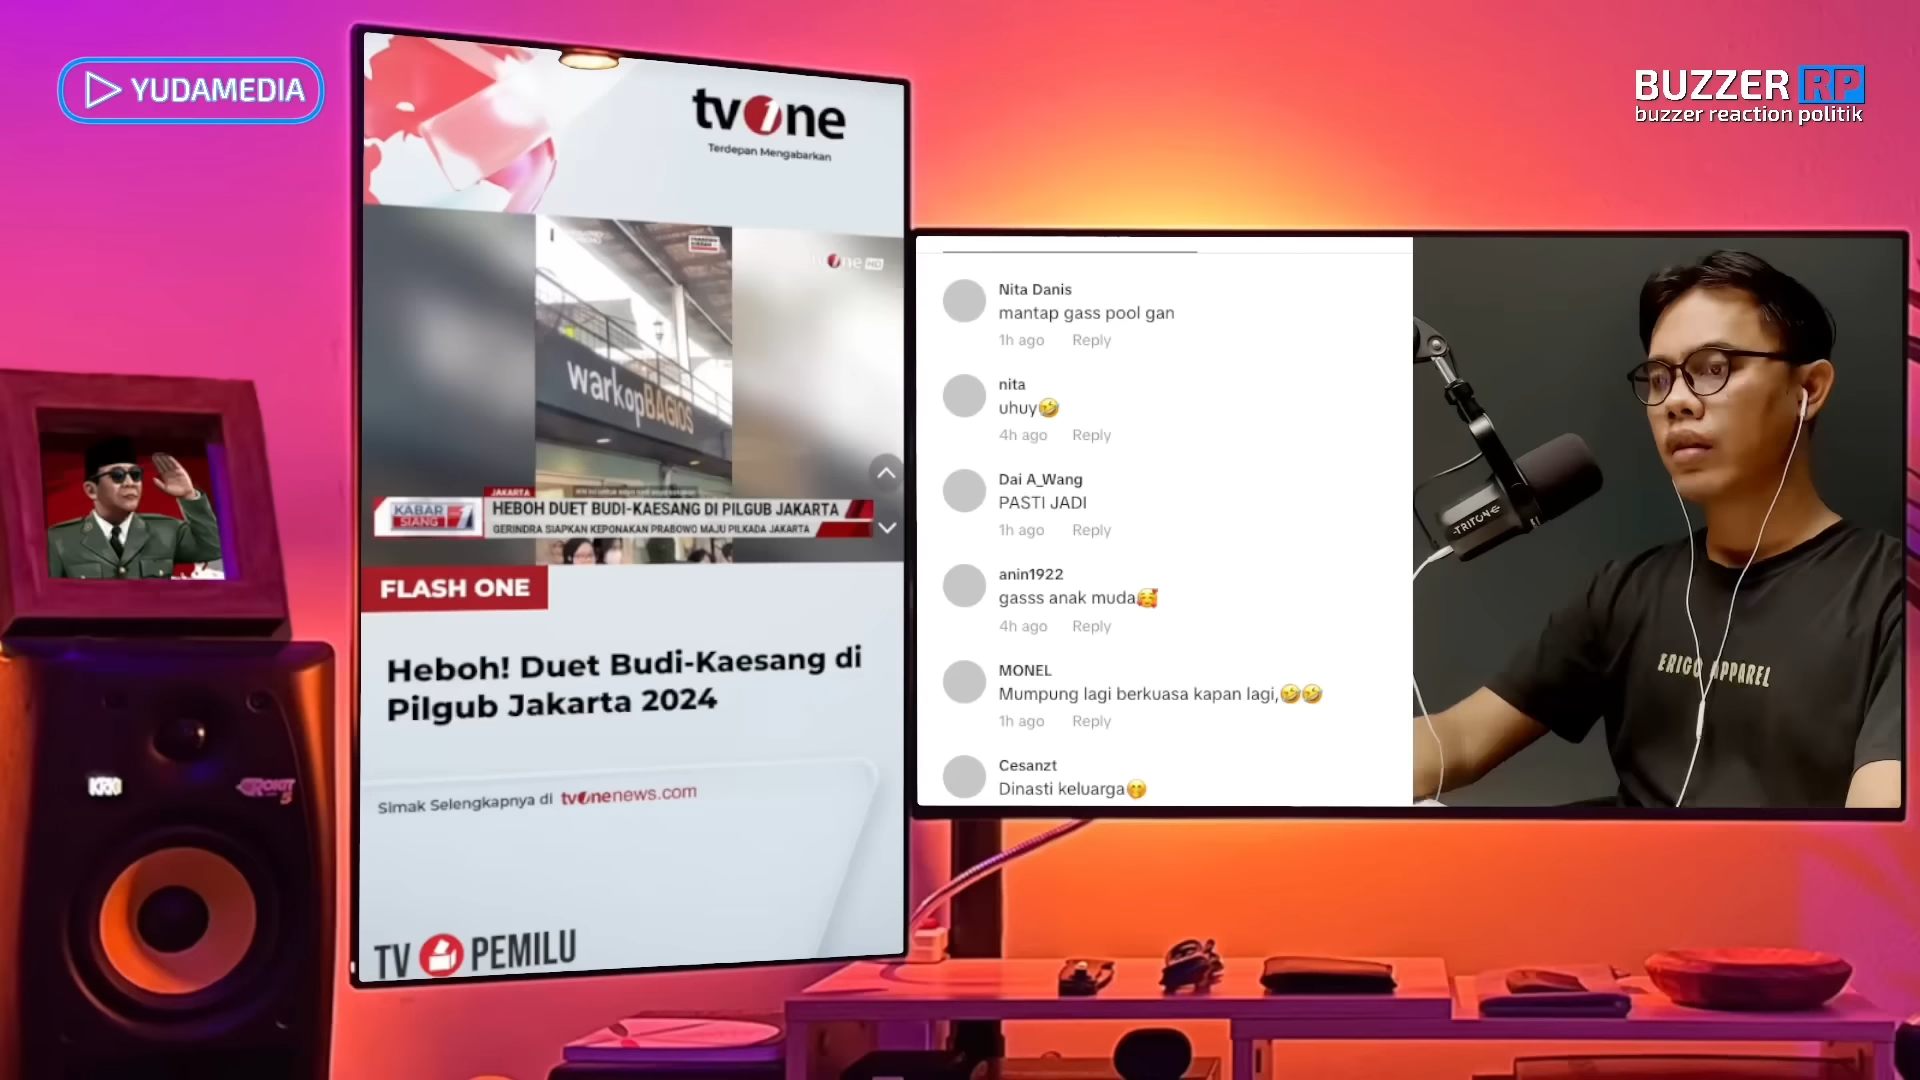 YUDAMEDIA
BUZZER RP
buzzer reaction politik
tvOne
Terdepan Mengabarkan
warkopBAGIOS
JAKARTA
KABAR
SIANG
HEBOH DUET BUDI-KAESANG DI PILGUB JAKARTA
GERINDRA SIAPKAN KEPONAKAN PRABOWO MAJU PILKADA JAKARTA
FLASH ONE
Heboh! Duet Budi-Kaesang di
Pilgub Jakarta 2024
Simak Selengkapnya di tvonenews.com
TV PEMILU
Nita Danis
mantap gass pool gan
1h ago Reply
nita
uhuy🤣
4h ago Reply
Dai A_Wang
PASTI JADI
1h ago Reply
anin1922
gasss anak muda🥰
4h ago Reply
MONEL
Mumpung lagi berkuasa kapan lagi,🤣🤣
1h ago Reply
Cesanzt
Dinasti keluarga🤭
TRITON
ERIGO APPAREL
KRK
ROKIT 5